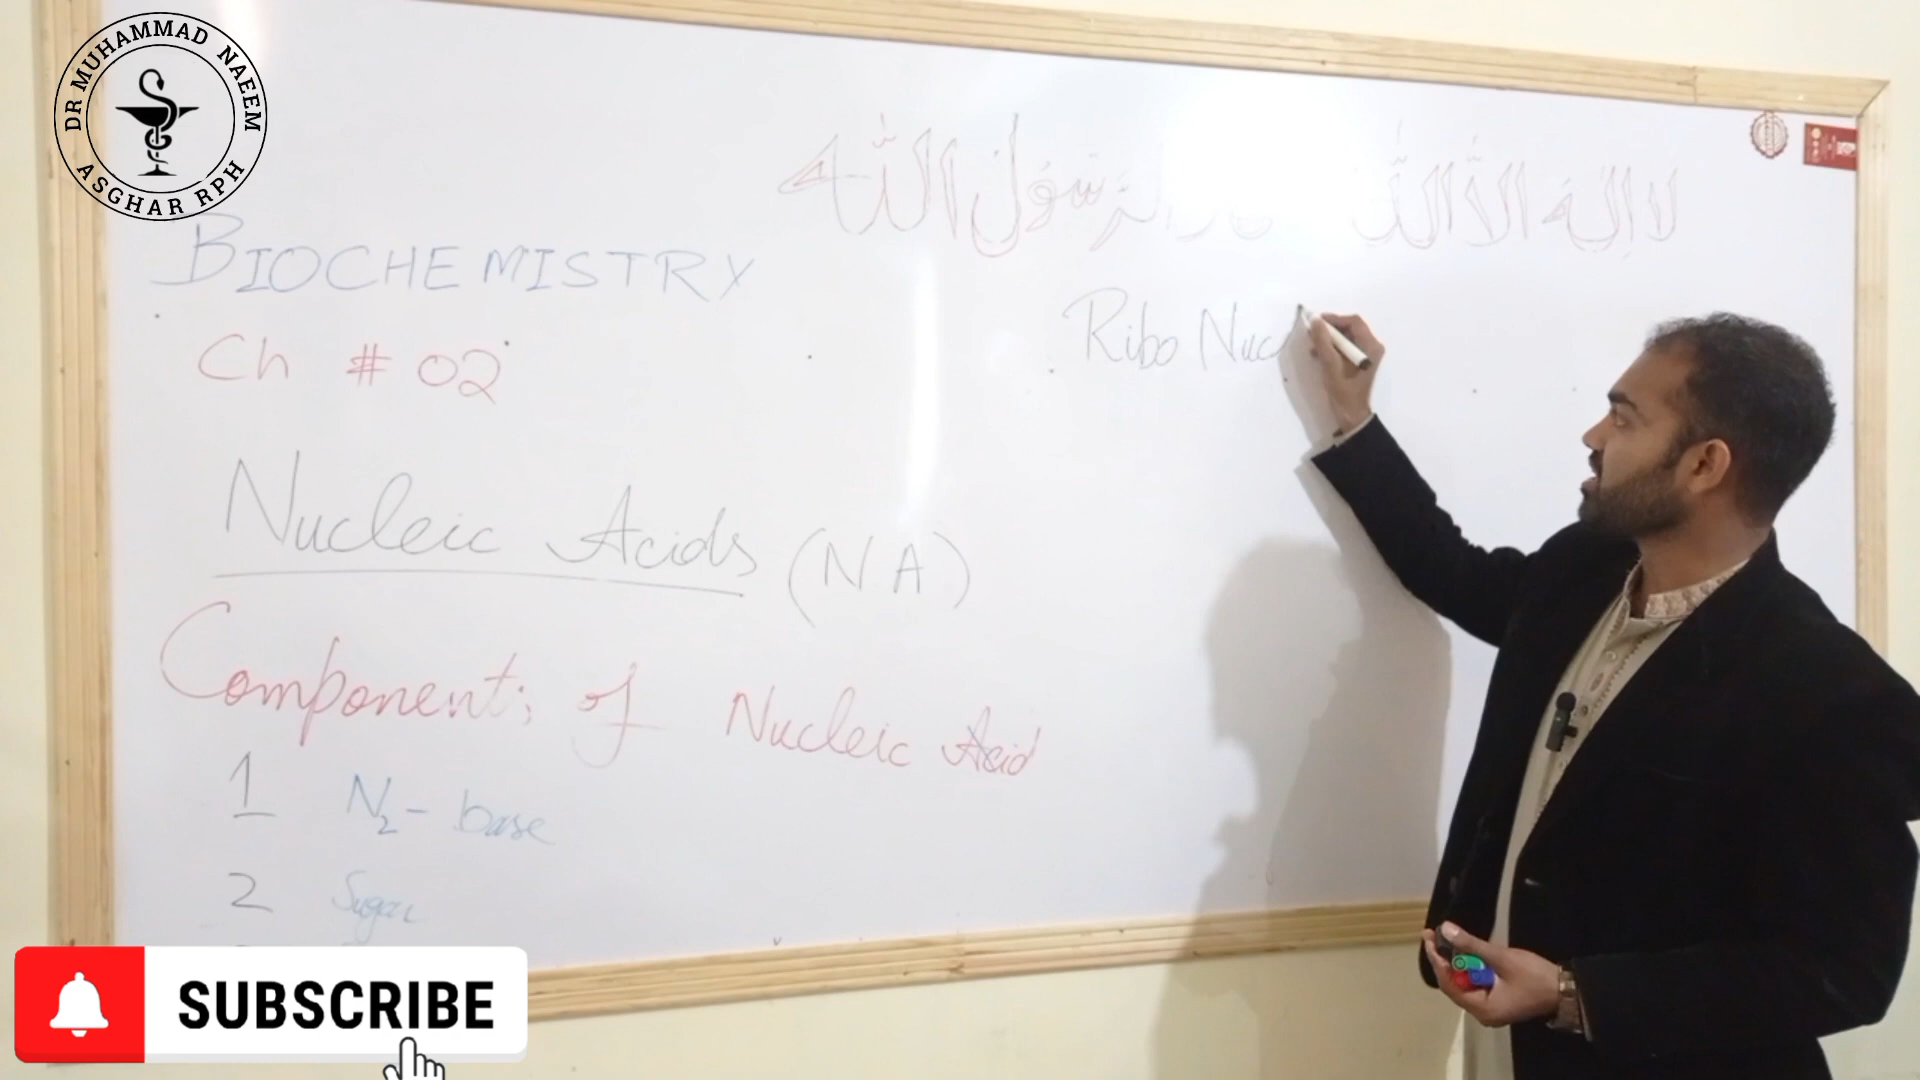 DR MUHAMMAD NAEEM
ASGHAR RPH
لا اله الا الله رسول الله
BIOCHEMISTRY
Ch # 02
Ribo Nuc
Nucleic Acids (NA)
Components of Nucleic Acid
1 N2- base
2 Sugar
SUBSCRIBE